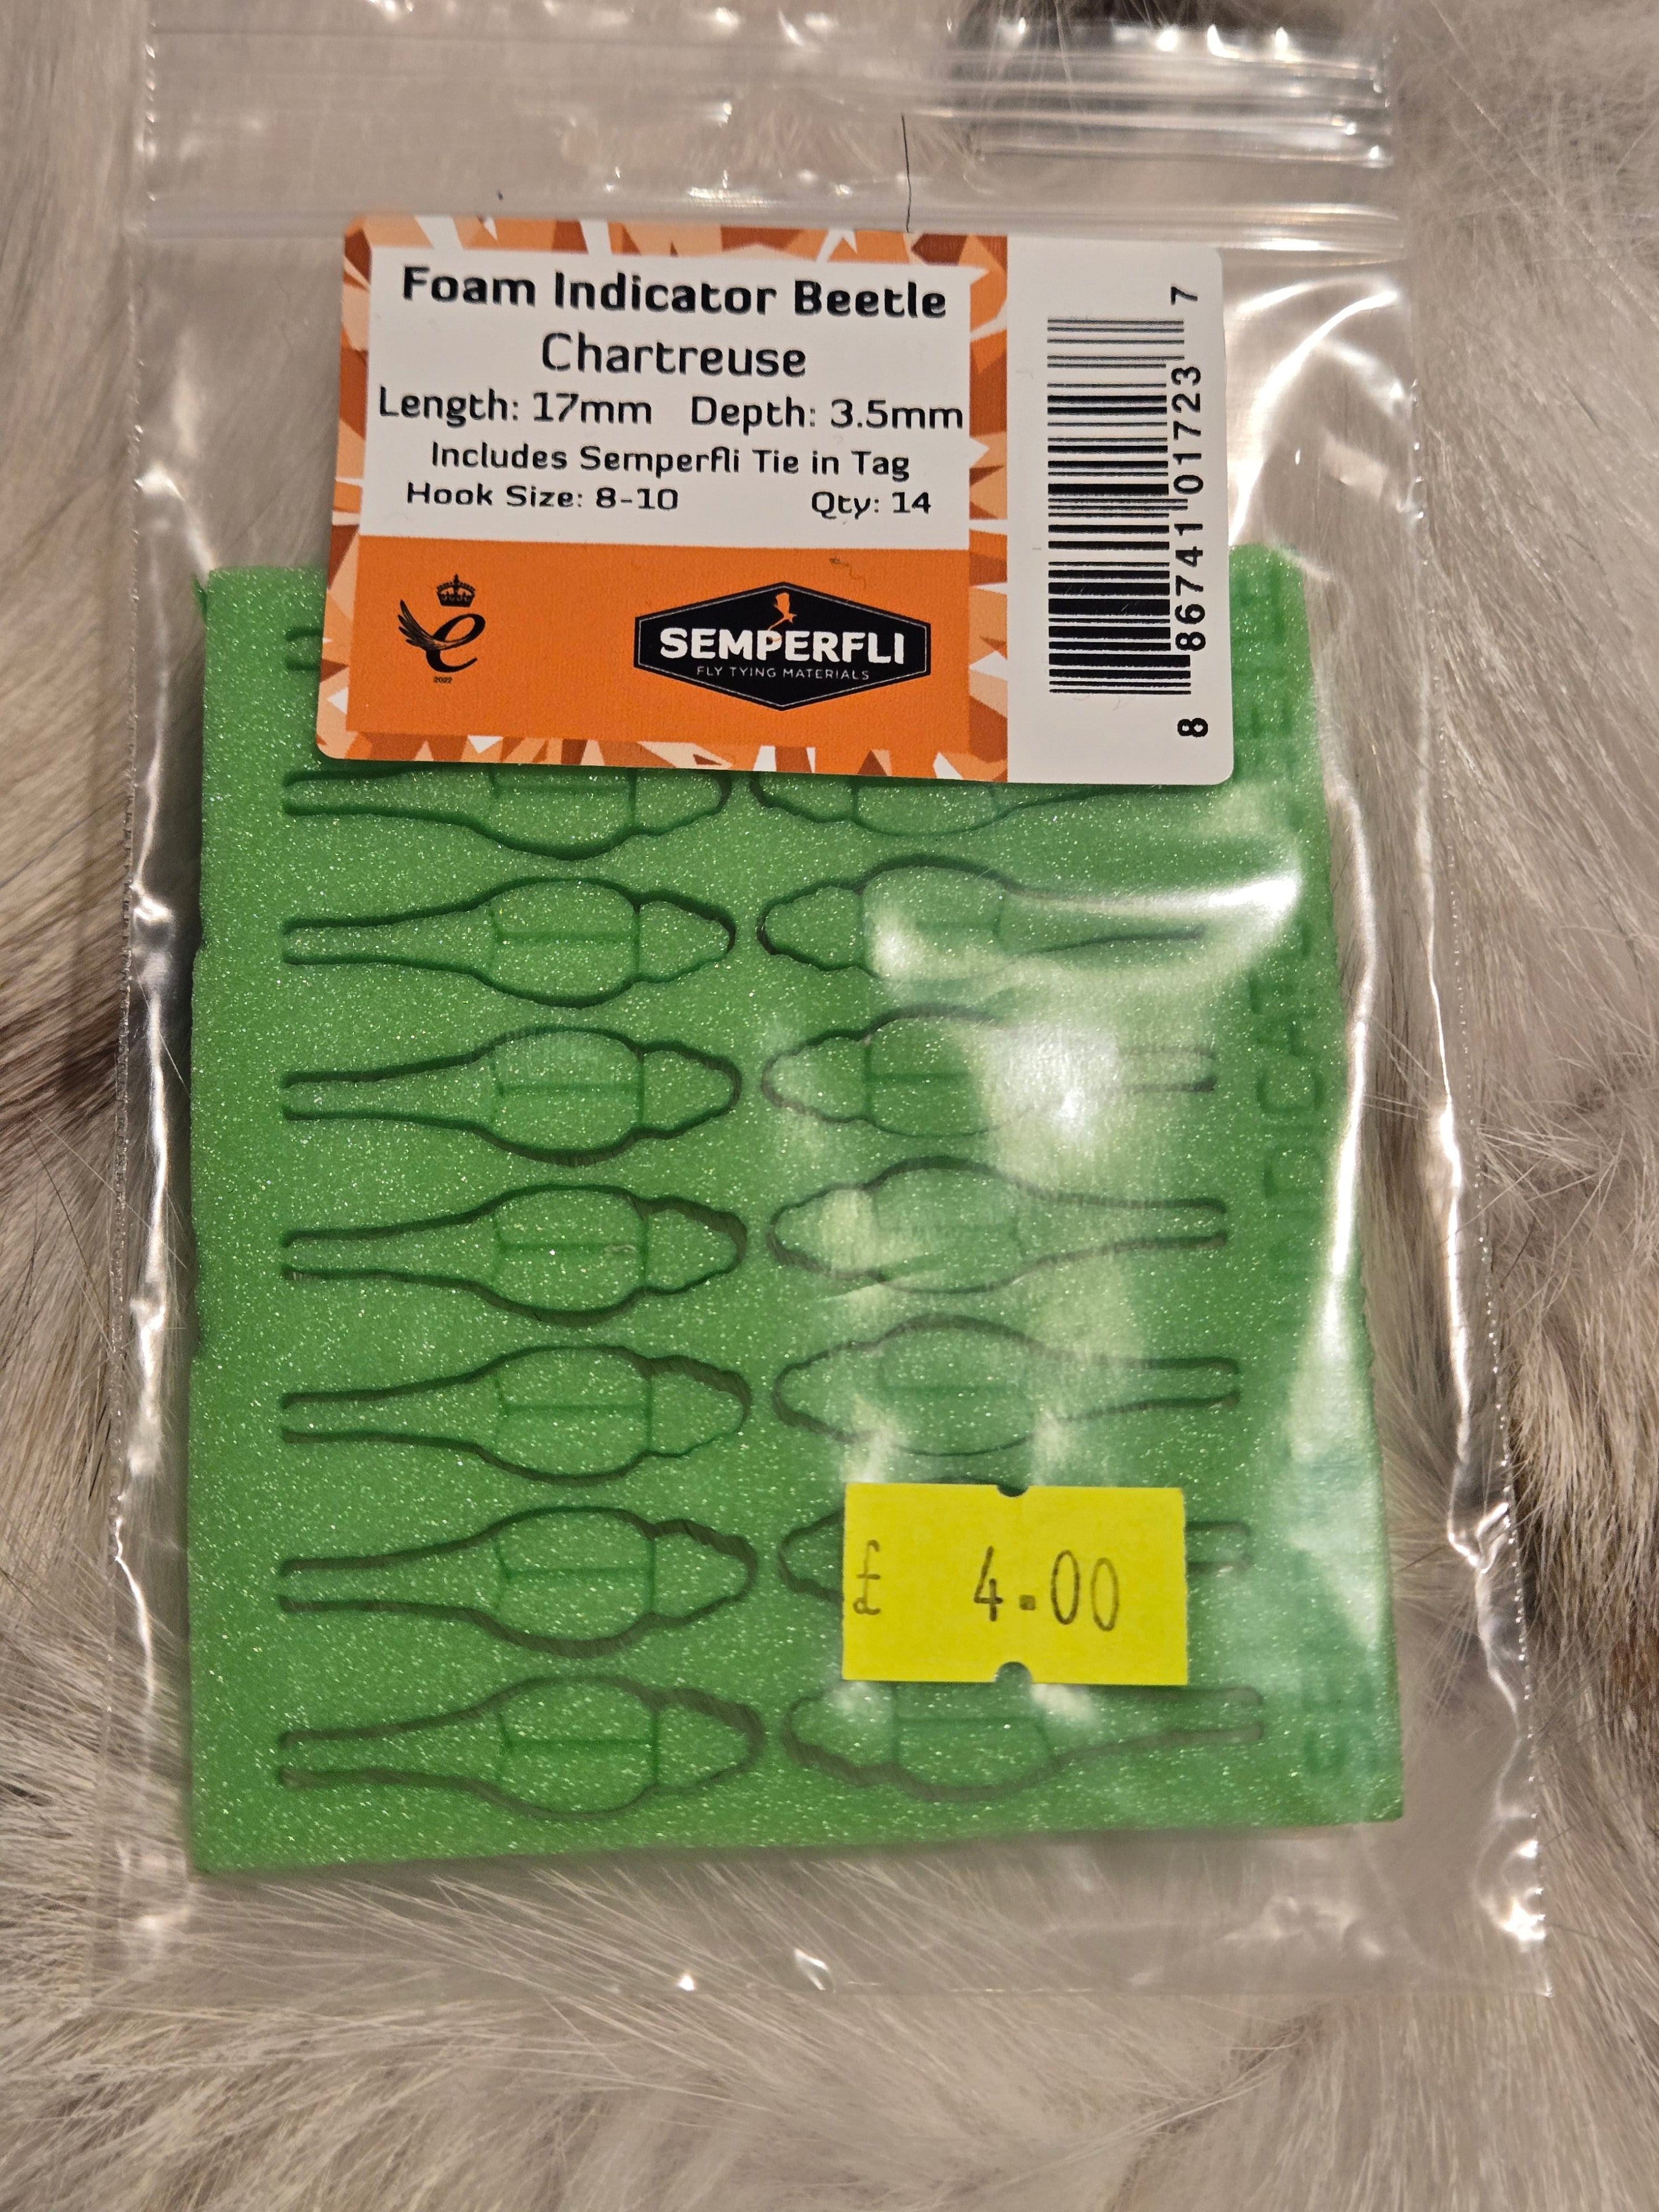 Foam Indicator Beetle
Chartreuse
Length: 17mm Depth: 3.5mm
Includes Semperfli Tie in Tag
Hook Size: 8-10 Qty: 14
e
2022
SEMPERFLI
FLY TYING MATERIALS
8 86741 01723 7
£ 4.00